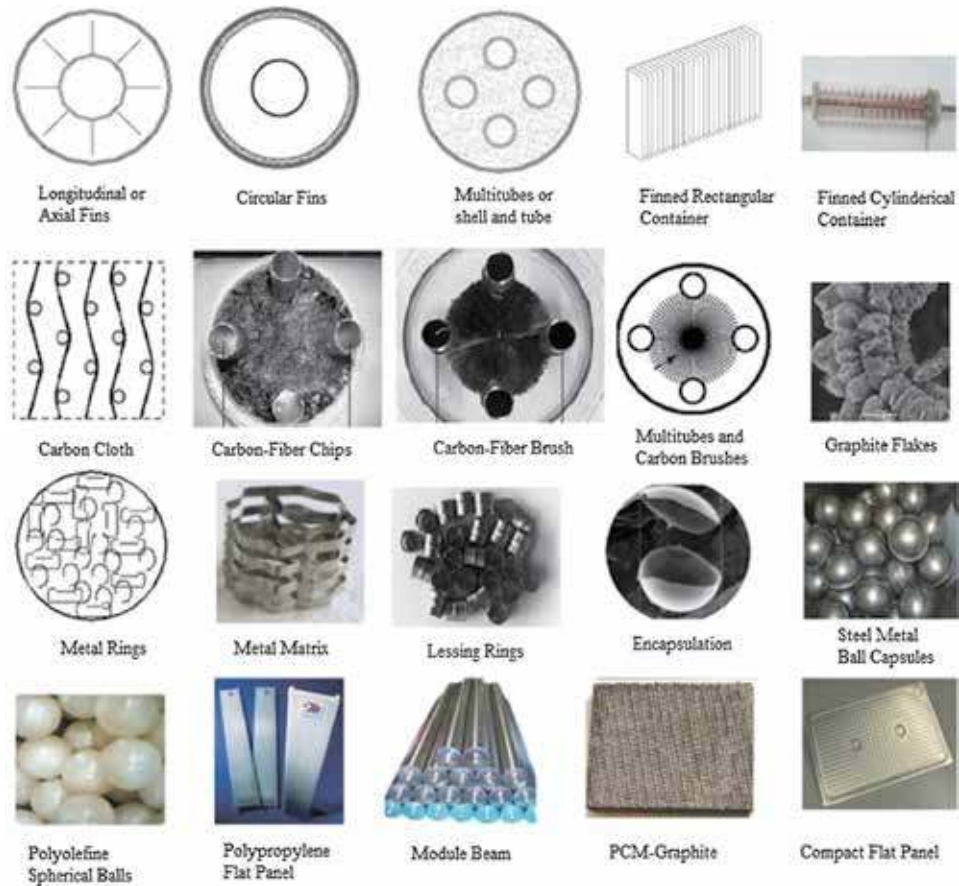 Longitudinal or
Axial Fins
Circular Fins
Multitubes or
shell and tube
Finned Rectangular
Container
Finned Cylinderical
Container
Carbon Cloth
Carbon-Fiber Chips
Carbon-Fiber Brush
Multitubes and
Carbon Brushes
Graphite Flakes
Metal Rings
Metal Matrix
Lessing Rings
Encapsulation
Steel Metal
Ball Capsules
Polyolefine
Spherical Balls
Polypropylene
Flat Panel
Module Beam
PCM-Graphite
Compact Flat Panel